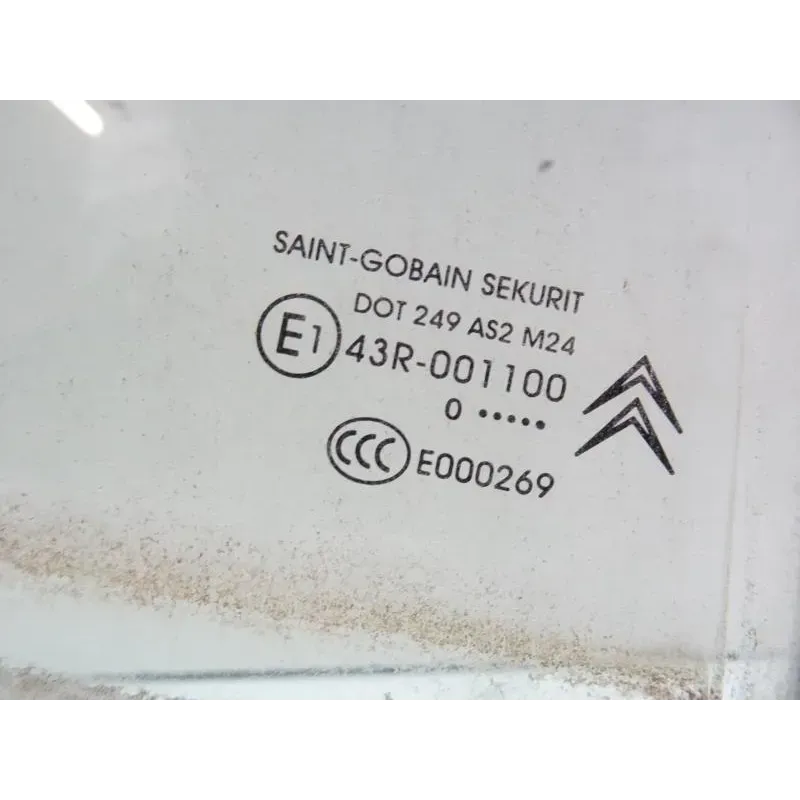 SAINT-GOBAIN SEKURIT
DOT 249 AS2 M24
E1 43R-001100
0 •••••
CCC E000269